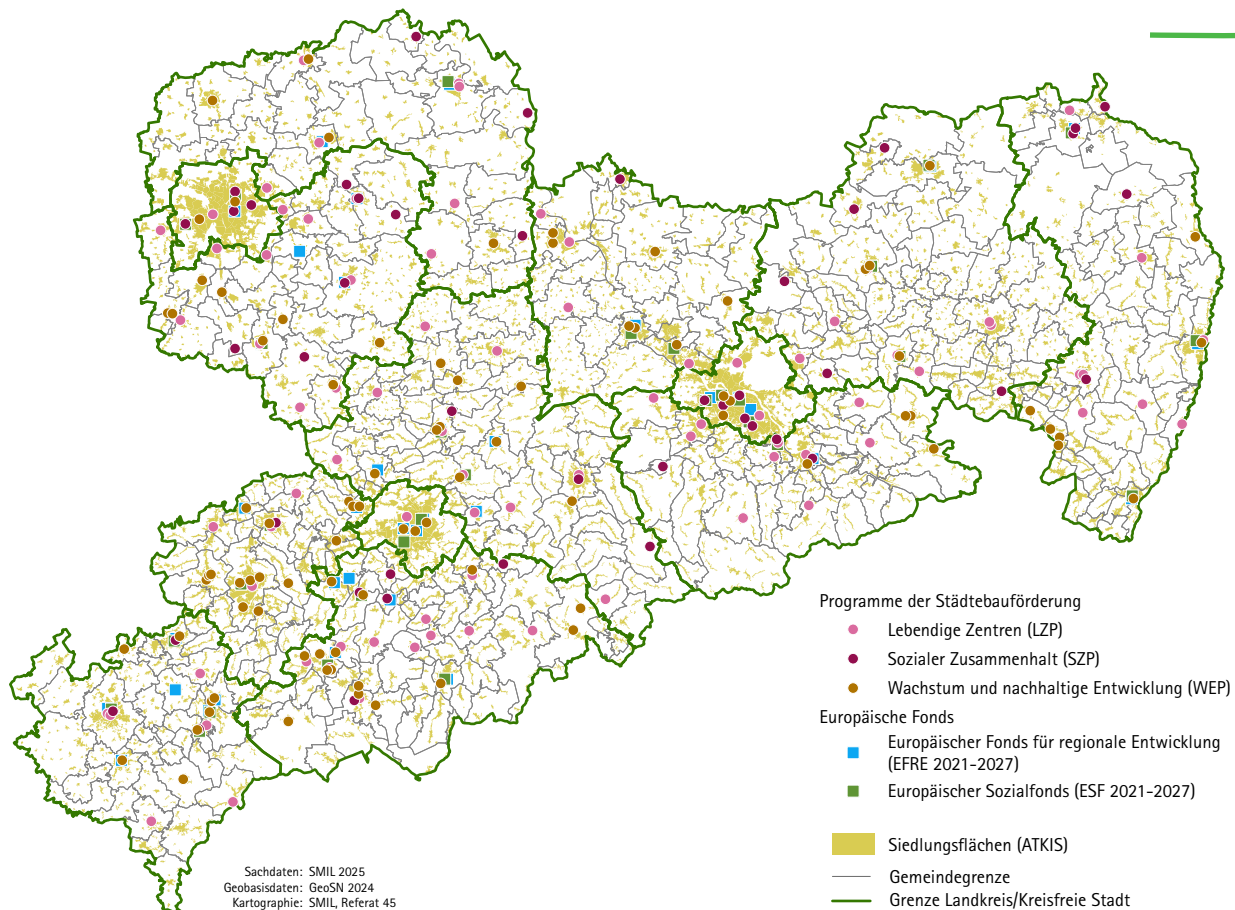 Programme der Städtebauförderung
Lebendige Zentren (LZP)
Sozialer Zusammenhalt (SZP)
Wachstum und nachhaltige Entwicklung (WEP)
Europäische Fonds
Europäischer Fonds für regionale Entwicklung
(EFRE 2021-2027)
Europäischer Sozialfonds (ESF 2021-2027)
Siedlungsflächen (ATKIS)
Gemeindegrenze
Grenze Landkreis/Kreisfreie Stadt
Sachdaten: SMIL 2025
Geobasisdaten: GeoSN 2024
Kartographie: SMIL, Referat 45